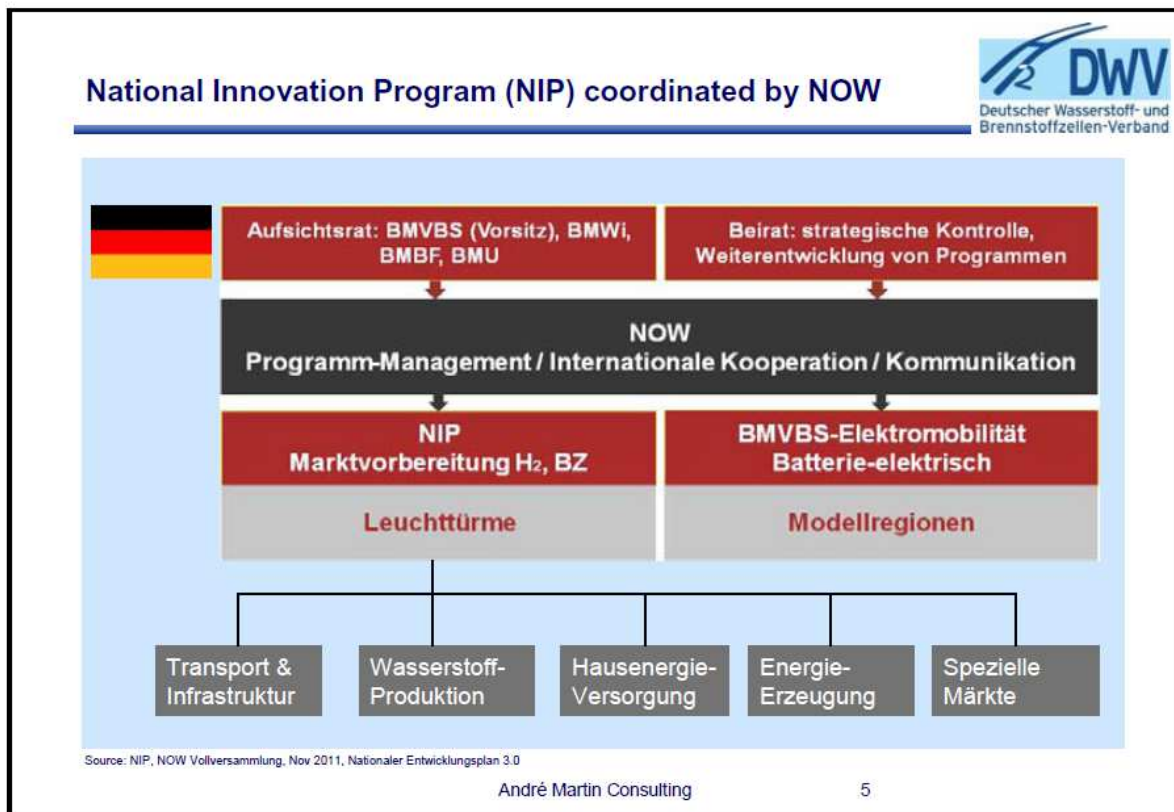 National Innovation Program (NIP) coordinated by NOW
DWV
Deutscher Wasserstoff- und
Brennstoffzellen-Verband
Aufsichtsrat: BMVBS (Vorsitz), BMWi,
BMBF, BMU
Beirat: strategische Kontrolle,
Weiterentwicklung von Programmen
NOW
Programm-Management / Internationale Kooperation / Kommunikation
NIP
Marktvorbereitung H₂, BZ
BMVBS-Elektromobilität
Batterie-elektrisch
Leuchttürme
Modellregionen
Transport &
Infrastruktur
Wasserstoff-
Produktion
Hausenergie-
Versorgung
Energie-
Erzeugung
Spezielle
Märkte
Source: NIP, NOW Vollversammlung, Nov 2011, Nationaler Entwicklungsplan 3.0
André Martin Consulting 5